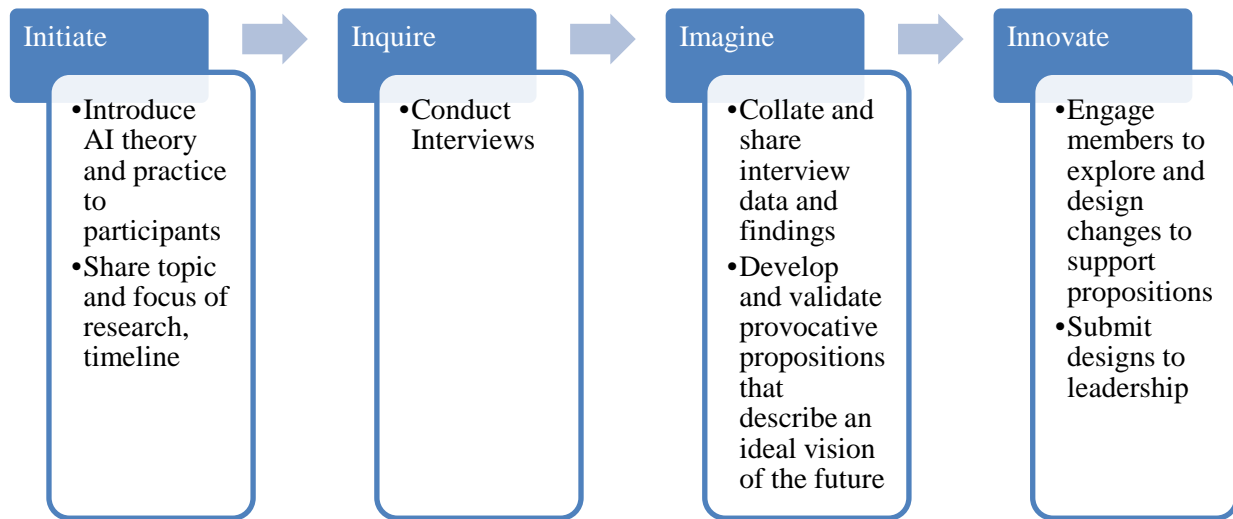 Initiate
•Introduce
AI theory
and practice
to
participants
•Share topic
and focus of
research,
timeline
Inquire
•Conduct
Interviews
Imagine
•Collate and
share
interview
data and
findings
•Develop
and validate
provocative
propositions
that
describe an
ideal vision
of the future
Innovate
•Engage
members to
explore and
design
changes to
support
propositions
•Submit
designs to
leadership